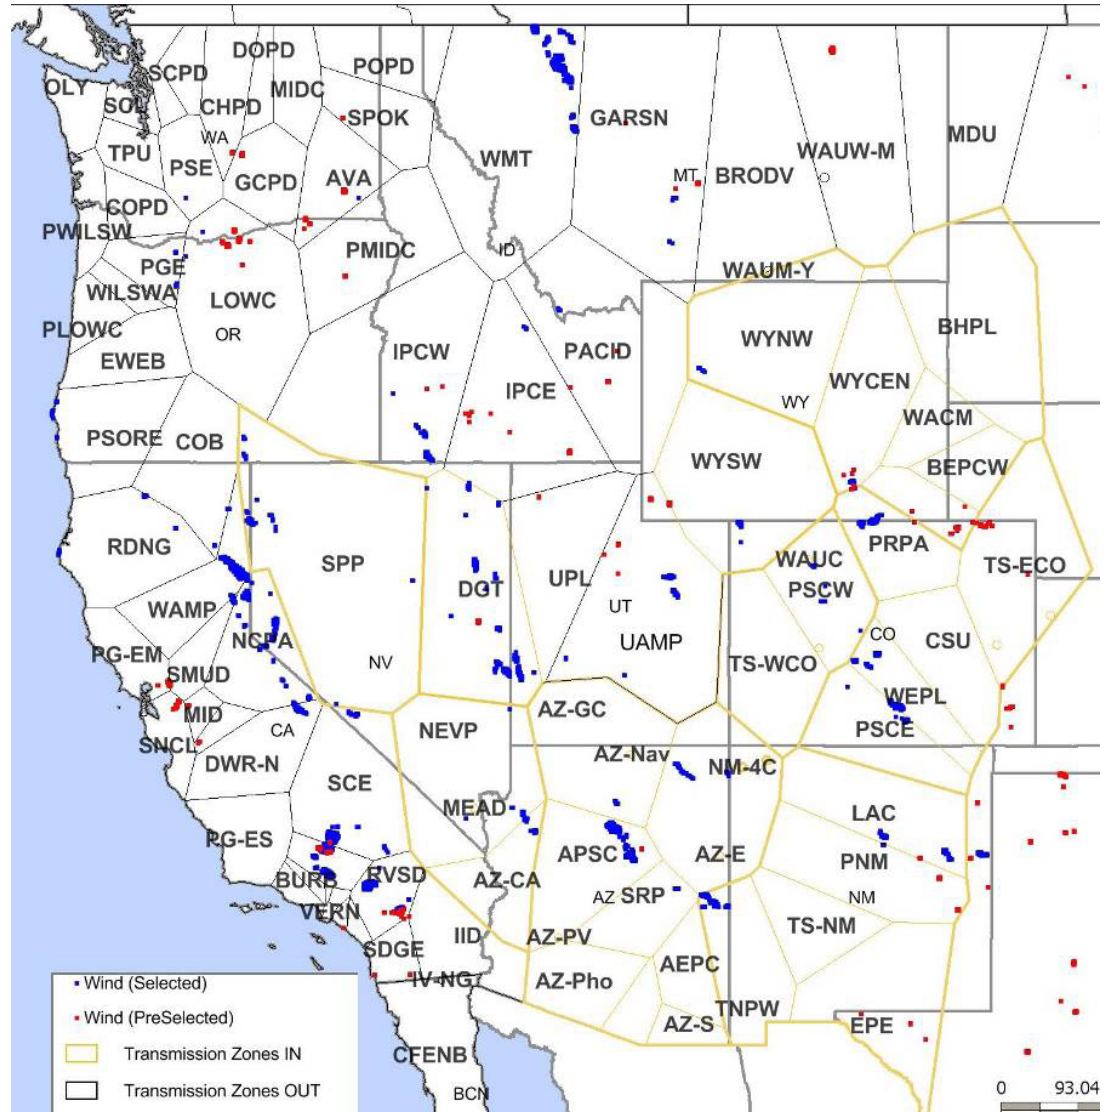 DOPD
POPD
SCPD
OLY
MIDC
SOL
CHPD
SPOK
GARSN
WA
MDU
WAUW-M
TPU
PSE
WMT
GCPD
AVA
MT
BRODV
COPD
PWILSW
PMIDC
ID
PGE
WAUM-Y
WILSWA
LOWC
PLOWC
OR
BHPL
WYNW
EWEB
IPCW
PACID
WYCEN
IPCE
WY
WACM
PSORE
COB
WYSW
BEPCW
RDNG
PRPA
SPP
WAUC
TS-ECO
DGT
UPL
PSCW
WAMP
UT
NCPA
UAMP
CO
CSU
PG-EM
NV
TS-WCO
SMUD
WEPL
MID
AZ-GC
CA
NEVP
PSCE
SNCL
AZ-Nav
DWR-N
NM-4C
SCE
MEAD
LAC
PG-ES
APSC
AZ-E
PNM
BURB
RVSD
AZ-CA
AZ
SRP
NM
VERN
TS-NM
IID
AZ-PV
SDGE
AEPC
IV-NG
AZ-Pho
TNPW
AZ-S
EPE
CFENB
BCN
Wind (Selected)
Wind (PreSelected)
Transmission Zones IN
Transmission Zones OUT
0 93.04